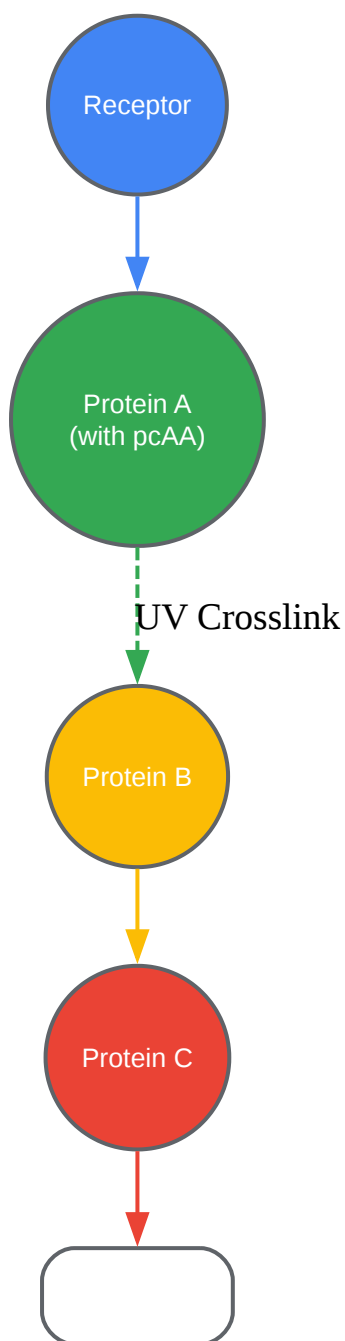 Receptor
Protein A
(with pcAA)
UV Crosslink
Protein B
Protein C